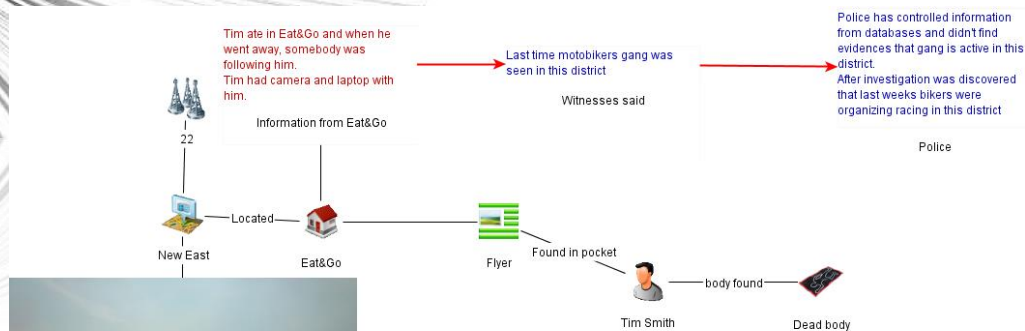 Tim ate in Eat&Go and when he
went away, somebody was
following him.
Tim had camera and laptop with
him.
Information from Eat&Go
Last time motobikers gang was
seen in this district
Witnesses said
Police has controlled information
from databases and didn't find
evidences that gang is active in this
district.
After investigation was discovered
that last weeks bikers were
organizing racing in this district
Police
22
New East
Located
Eat&Go
Flyer
Found in pocket
Tim Smith
body found
Dead body